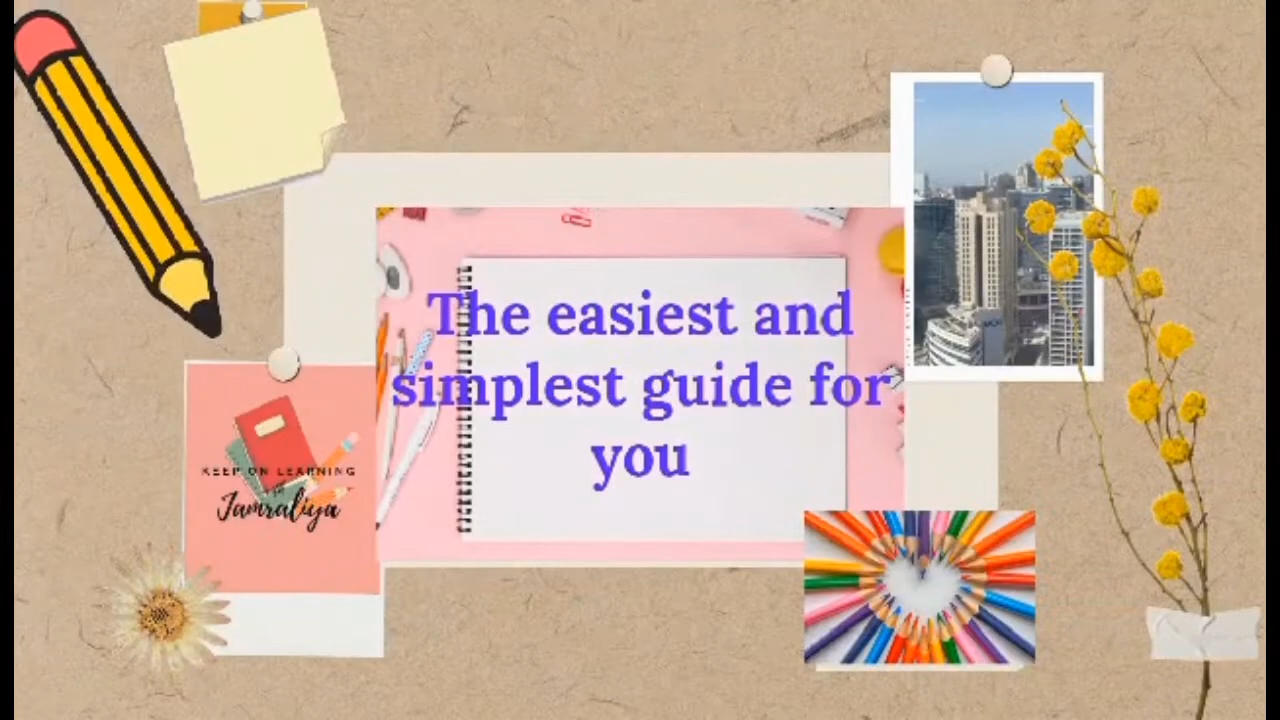 The easiest and
simplest guide for
you
KEEP ON LEARNING
Jamraliya